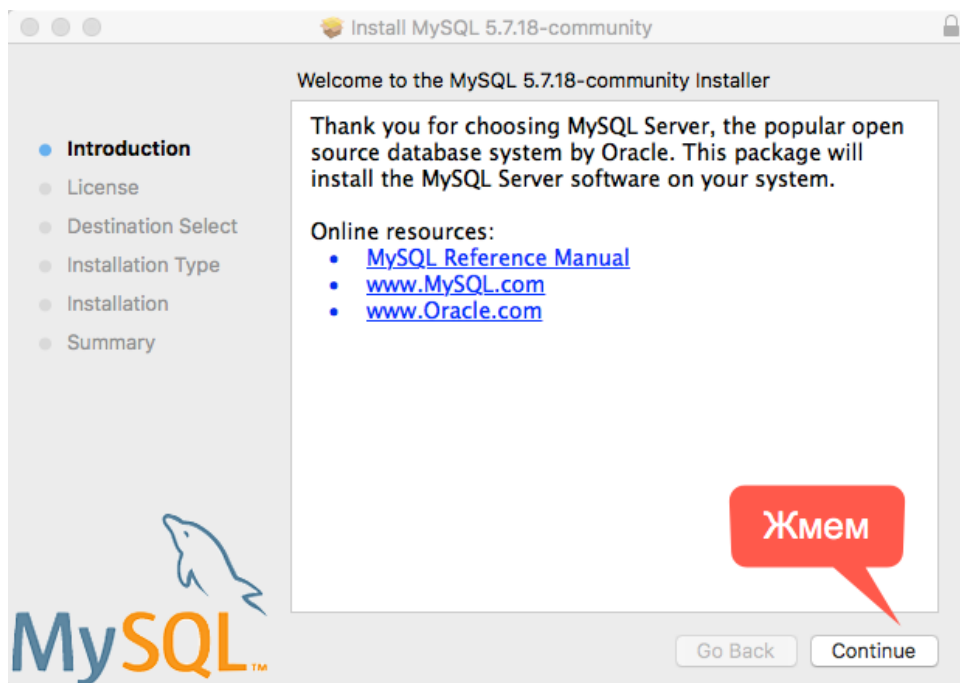 Install MySQL 5.7.18-community
Welcome to the MySQL 5.7.18-community Installer
Introduction
License
Destination Select
Installation Type
Installation
Summary
Thank you for choosing MySQL Server, the popular open
source database system by Oracle. This package will
install the MySQL Server software on your system.
Online resources:
• MySQL Reference Manual
• www.MySQL.com
• www.Oracle.com
Жмем
MySQL™
Go Back
Continue